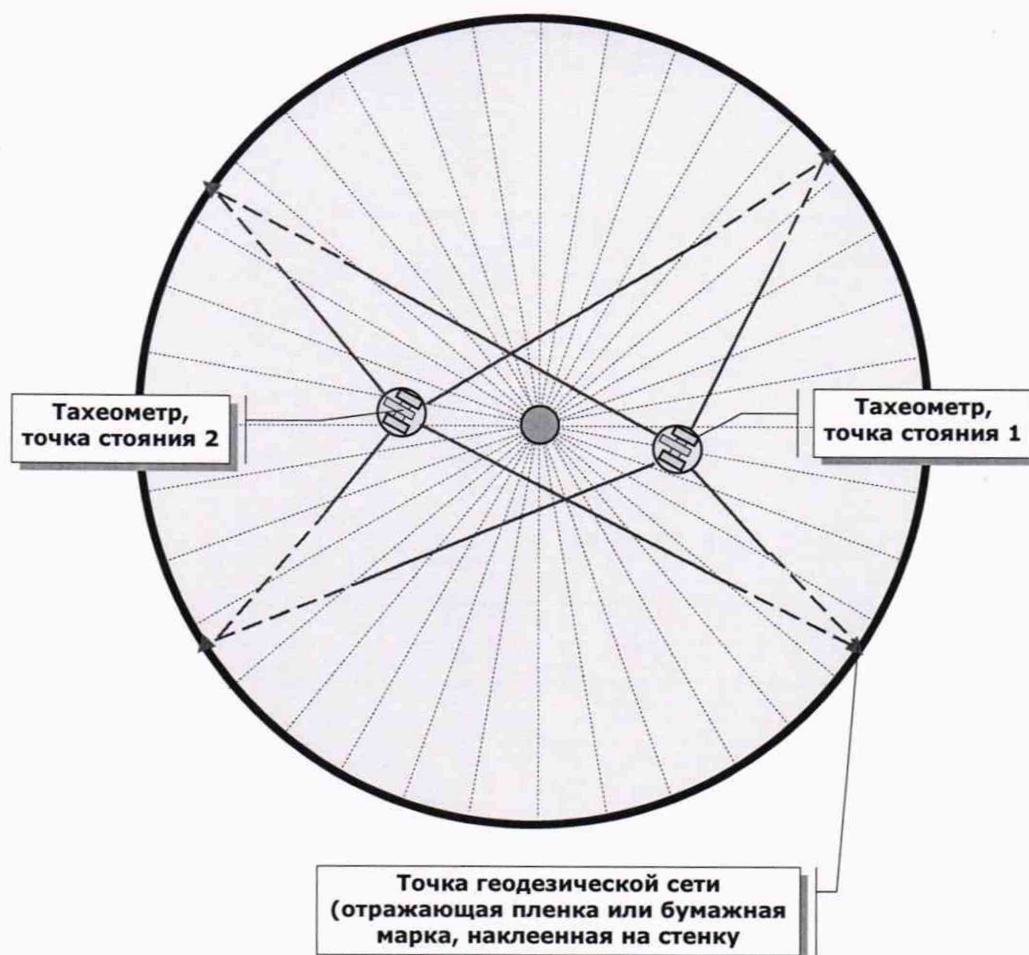 Тахеометр,
точка стояния 2
Тахеометр,
точка стояния 1
Точка геодезической сети
(отражающая пленка или бумажная
марка, наклеенная на стенку